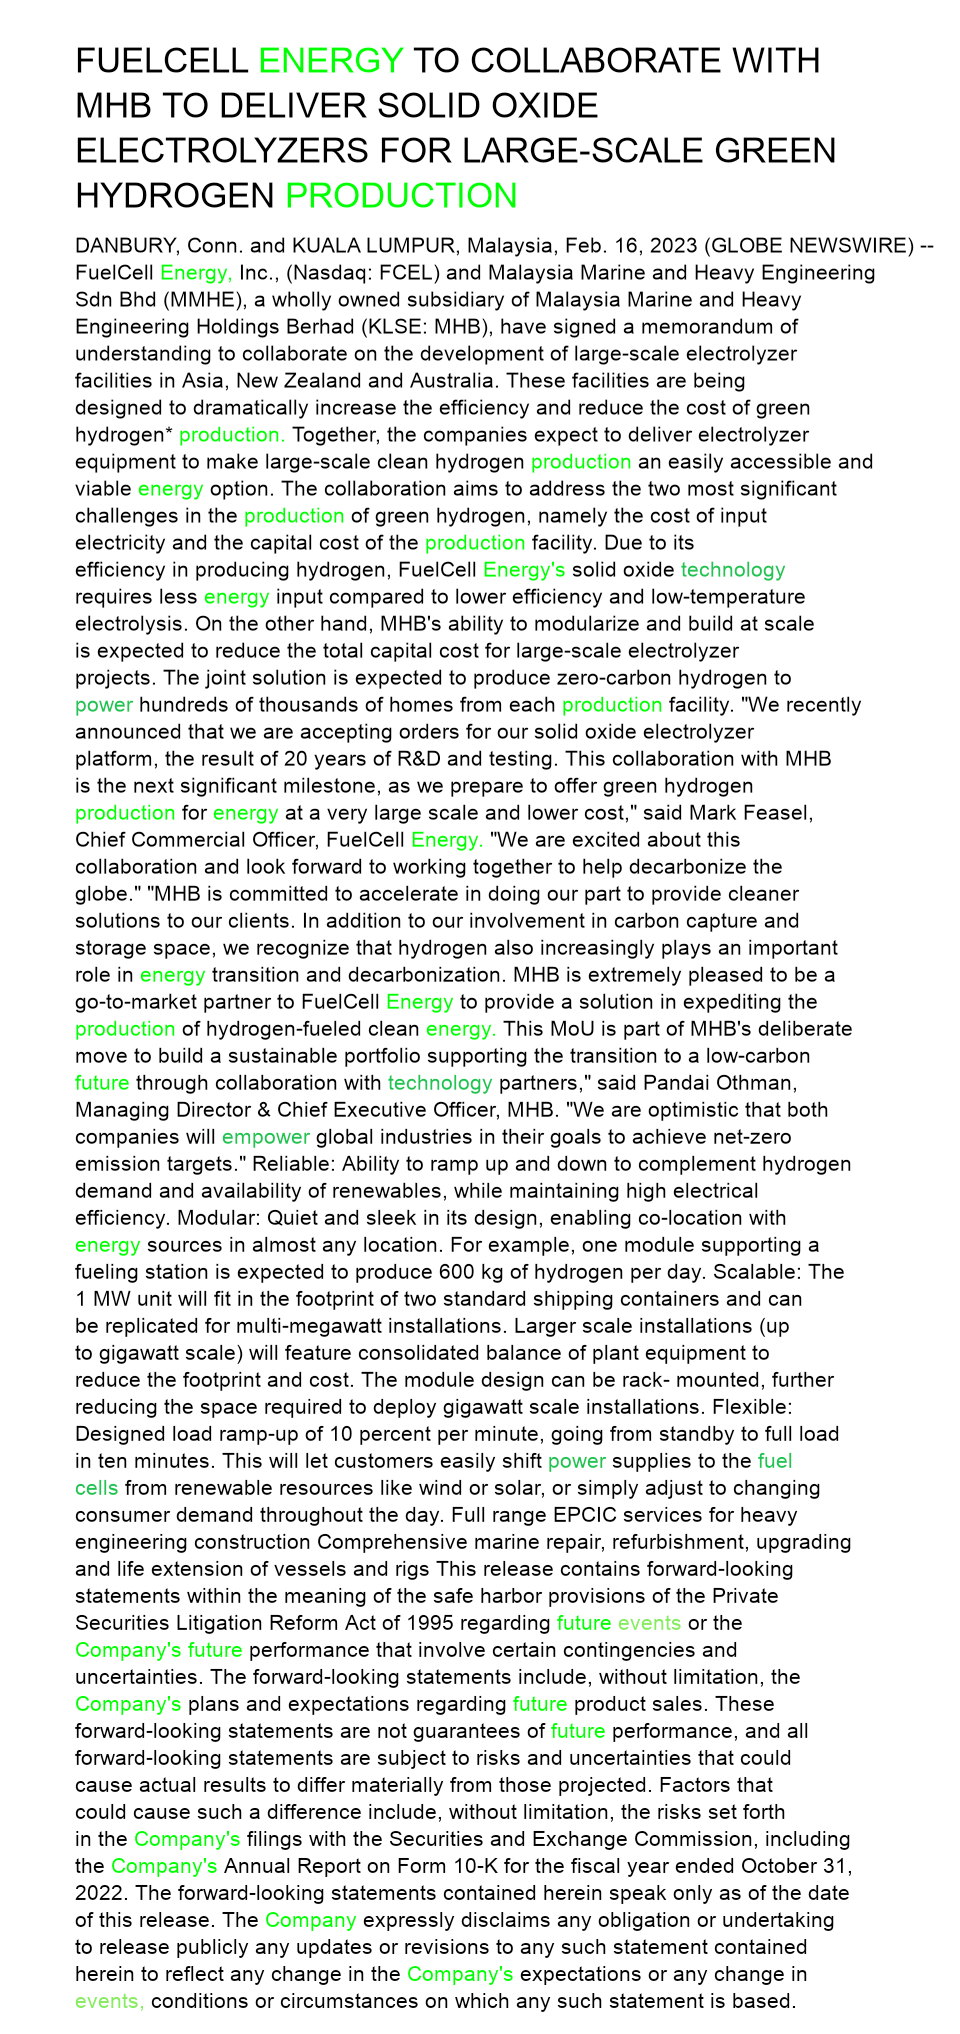 FUELCELL ENERGY TO COLLABORATE WITH
MHB TO DELIVER SOLID OXIDE
ELECTROLYZERS FOR LARGE-SCALE GREEN
HYDROGEN PRODUCTION
DANBURY, Conn. and KUALA LUMPUR, Malaysia, Feb. 16, 2023 (GLOBE NEWSWIRE) --
FuelCell Energy, Inc., (Nasdaq: FCEL) and Malaysia Marine and Heavy Engineering
Sdn Bhd (MMHE), a wholly owned subsidiary of Malaysia Marine and Heavy
Engineering Holdings Berhad (KLSE: MHB), have signed a memorandum of
understanding to collaborate on the development of large-scale electrolyzer
facilities in Asia, New Zealand and Australia. These facilities are being
designed to dramatically increase the efficiency and reduce the cost of green
hydrogen* production. Together, the companies expect to deliver electrolyzer
equipment to make large-scale clean hydrogen production an easily accessible and
viable energy option. The collaboration aims to address the two most significant
challenges in the production of green hydrogen, namely the cost of input
electricity and the capital cost of the production facility. Due to its
efficiency in producing hydrogen, FuelCell Energy's solid oxide technology
requires less energy input compared to lower efficiency and low-temperature
electrolysis. On the other hand, MHB's ability to modularize and build at scale
is expected to reduce the total capital cost for large-scale electrolyzer
projects. The joint solution is expected to produce zero-carbon hydrogen to
power hundreds of thousands of homes from each production facility. "We recently
announced that we are accepting orders for our solid oxide electrolyzer
platform, the result of 20 years of R&D and testing. This collaboration with MHB
is the next significant milestone, as we prepare to offer green hydrogen
production for energy at a very large scale and lower cost," said Mark Feasel,
Chief Commercial Officer, FuelCell Energy. "We are excited about this
collaboration and look forward to working together to help decarbonize the
globe." "MHB is committed to accelerate in doing our part to provide cleaner
solutions to our clients. In addition to our involvement in carbon capture and
storage space, we recognize that hydrogen also increasingly plays an important
role in energy transition and decarbonization. MHB is extremely pleased to be a
go-to-market partner to FuelCell Energy to provide a solution in expediting the
production of hydrogen-fueled clean energy. This MoU is part of MHB's deliberate
move to build a sustainable portfolio supporting the transition to a low-carbon
future through collaboration with technology partners," said Pandai Othman,
Managing Director & Chief Executive Officer, MHB. "We are optimistic that both
companies will empower global industries in their goals to achieve net-zero
emission targets." Reliable: Ability to ramp up and down to complement hydrogen
demand and availability of renewables, while maintaining high electrical
efficiency. Modular: Quiet and sleek in its design, enabling co-location with
energy sources in almost any location. For example, one module supporting a
fueling station is expected to produce 600 kg of hydrogen per day. Scalable: The
1 MW unit will fit in the footprint of two standard shipping containers and can
be replicated for multi-megawatt installations. Larger scale installations (up
to gigawatt scale) will feature consolidated balance of plant equipment to
reduce the footprint and cost. The module design can be rack- mounted, further
reducing the space required to deploy gigawatt scale installations. Flexible:
Designed load ramp-up of 10 percent per minute, going from standby to full load
in ten minutes. This will let customers easily shift power supplies to the fuel
cells from renewable resources like wind or solar, or simply adjust to changing
consumer demand throughout the day. Full range EPCIC services for heavy
engineering construction Comprehensive marine repair, refurbishment, upgrading
and life extension of vessels and rigs This release contains forward-looking
statements within the meaning of the safe harbor provisions of the Private
Securities Litigation Reform Act of 1995 regarding future events or the
Company's future performance that involve certain contingencies and
uncertainties. The forward-looking statements include, without limitation, the
Company's plans and expectations regarding future product sales. These
forward-looking statements are not guarantees of future performance, and all
forward-looking statements are subject to risks and uncertainties that could
cause actual results to differ materially from those projected. Factors that
could cause such a difference include, without limitation, the risks set forth
in the Company's filings with the Securities and Exchange Commission, including
the Company's Annual Report on Form 10-K for the fiscal year ended October 31,
2022. The forward-looking statements contained herein speak only as of the date
of this release. The Company expressly disclaims any obligation or undertaking
to release publicly any updates or revisions to any such statement contained
herein to reflect any change in the Company's expectations or any change in
events, conditions or circumstances on which any such statement is based.